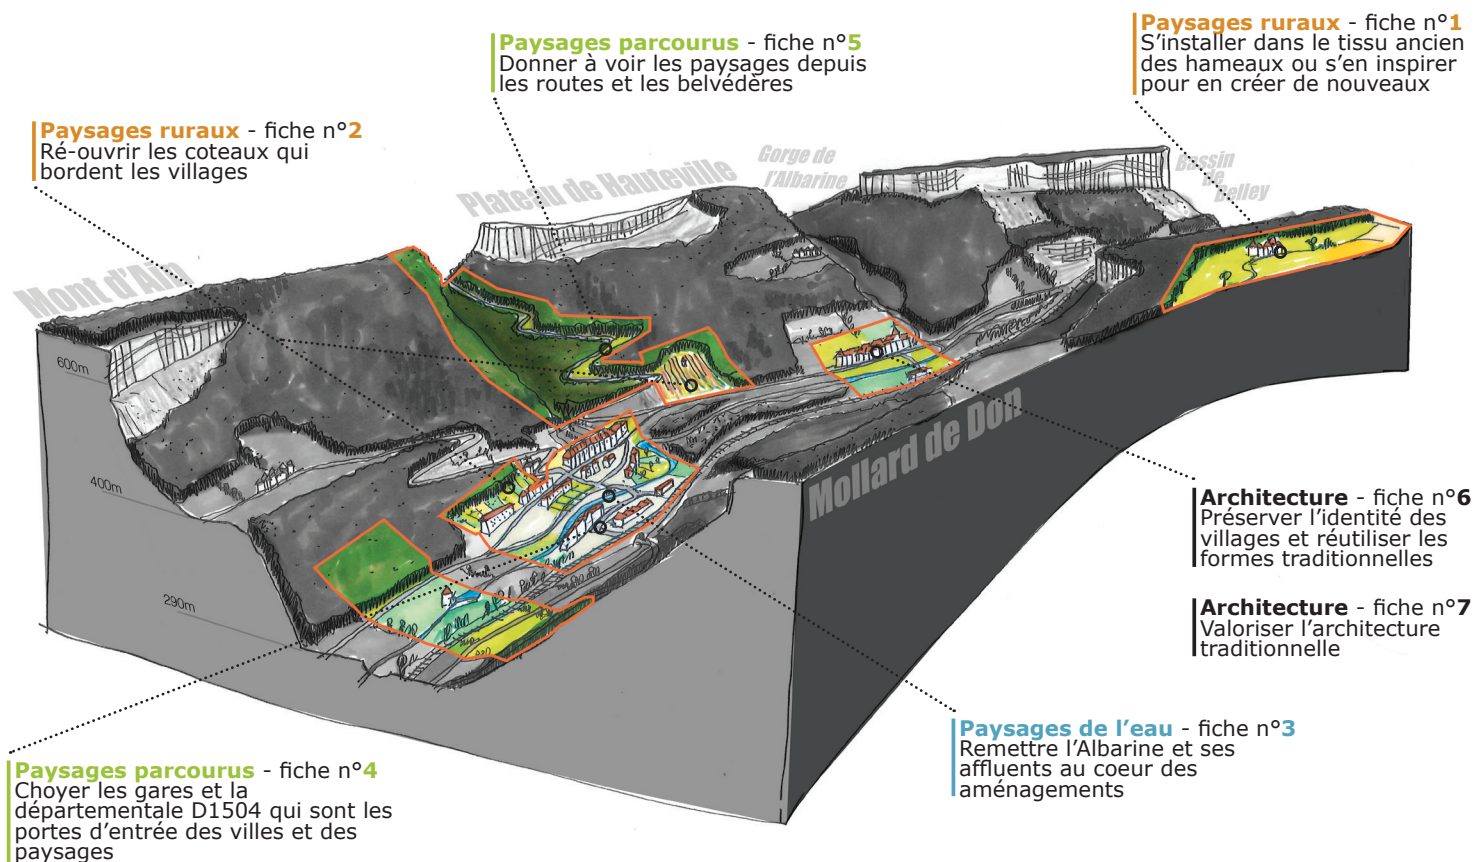 Paysages ruraux - fiche n°1
S'installer dans le tissu ancien
des hameaux ou s'en inspirer
pour en créer de nouveaux
Paysages parcourus - fiche n°5
Donner à voir les paysages depuis
les routes et les belvédères
Paysages ruraux - fiche n°2
Ré-ouvrir les coteaux qui
bordent les villages
Plateau de Hauteville
Gorge de
l'Albarine
Bassin
de
Belley
Mont d'Ain
600m
400m
290m
Mollard de Don
Architecture - fiche n°6
Préserver l'identité des
villages et réutiliser les
formes traditionnelles
Architecture - fiche n°7
Valoriser l'architecture
traditionnelle
Paysages de l'eau - fiche n°3
Remettre l'Albarine et ses
affluents au coeur des
aménagements
Paysages parcourus - fiche n°4
Choyer les gares et la
départementale D1504 qui sont les
portes d'entrée des villes et des
paysages